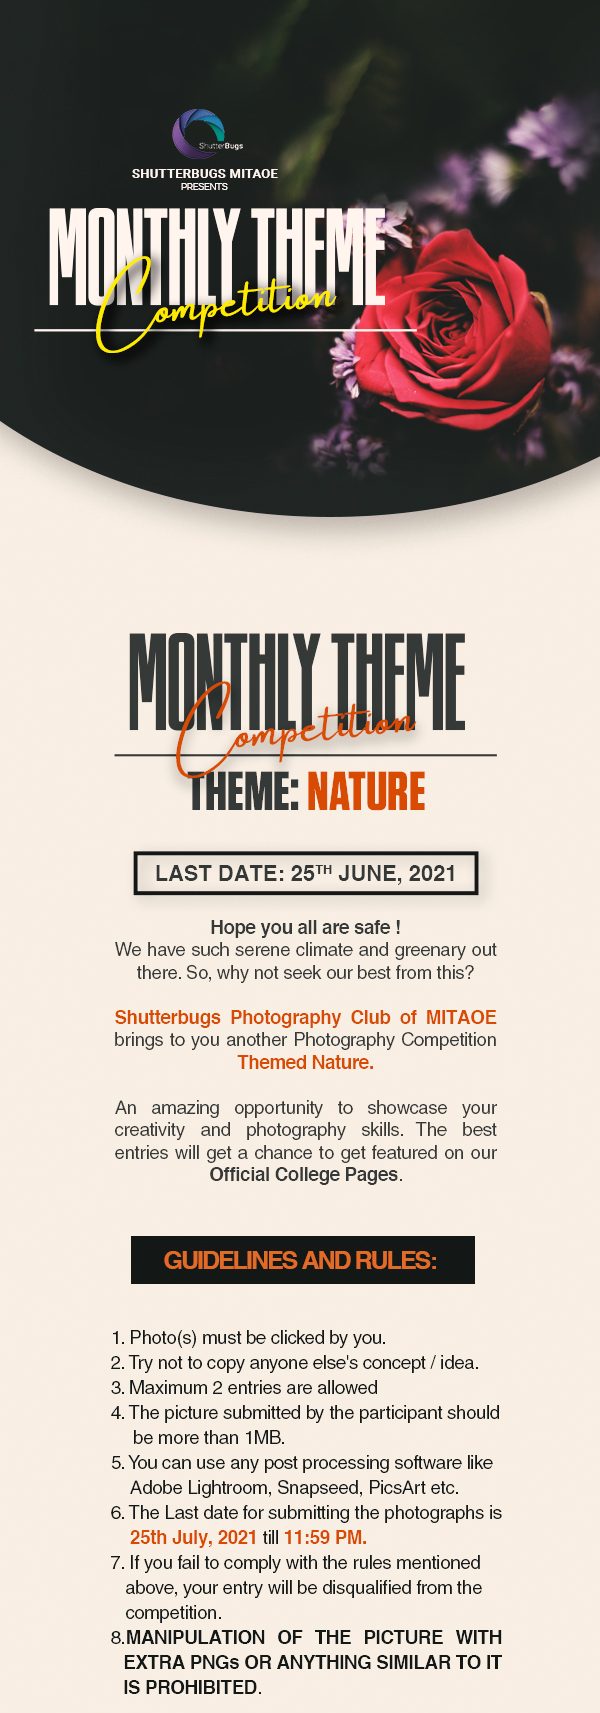 ShutterBugs
SHUTTERBUGS MITAOE
PRESENTS
MONTHLY THEME
Competition
MONTHLY THEME
Competition
THEME: NATURE
LAST DATE: 25TH JUNE, 2021
Hope you all are safe !
We have such serene climate and greenary out
there. So, why not seek our best from this?
Shutterbugs Photography Club of MITAOE
brings to you another Photography Competition
Themed Nature.
An amazing opportunity to showcase your
creativity and photography skills. The best
entries will get a chance to get featured on our
Official College Pages.
GUIDELINES AND RULES:
1. Photo(s) must be clicked by you.
2. Try not to copy anyone else's concept / idea.
3. Maximum 2 entries are allowed
4. The picture submitted by the participant should
be more than 1MB.
5. You can use any post processing software like
Adobe Lightroom, Snapseed, PicsArt etc.
6. The Last date for submitting the photographs is
25th July, 2021 till 11:59 PM.
7. If you fail to comply with the rules mentioned
above, your entry will be disqualified from the
competition.
8.MANIPULATION OF THE PICTURE WITH
EXTRA PNGs OR ANYTHING SIMILAR TO IT
IS PROHIBITED.